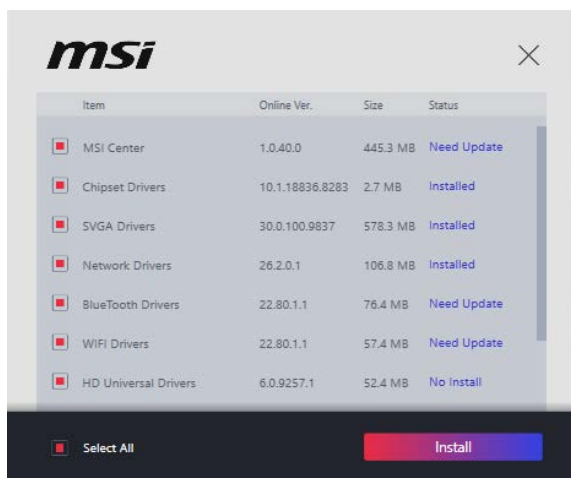 msi
Item Online Ver. Size Status
MSI Center 1.0.40.0 445.3 MB Need Update
Chipset Drivers 10.1.18836.8283 2.7 MB Installed
SVGA Drivers 30.0.100.9837 578.3 MB Installed
Network Drivers 26.2.0.1 106.8 MB Installed
BlueTooth Drivers 22.80.1.1 76.4 MB Need Update
WIFI Drivers 22.80.1.1 57.4 MB Need Update
HD Universal Drivers 6.0.9257.1 52.4 MB No Install
Select All Install